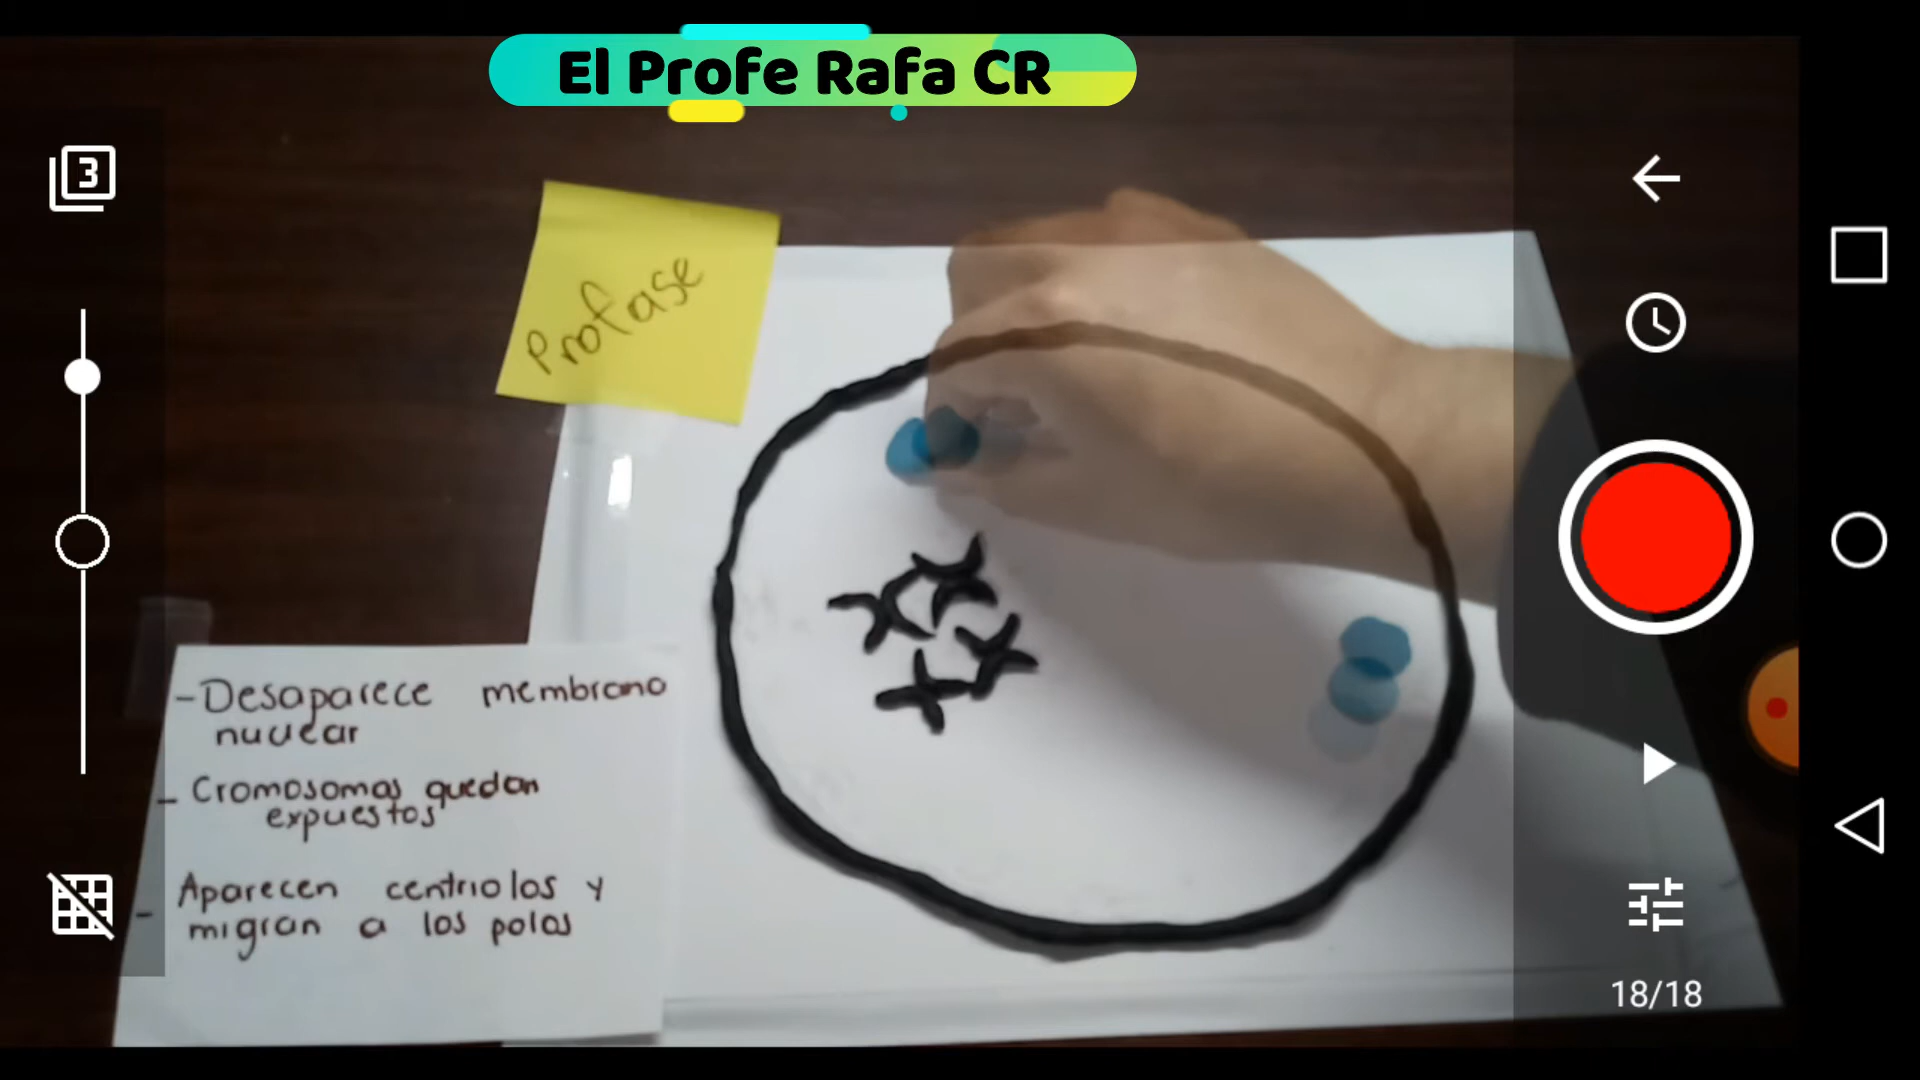 El Profe Rafa CR
3
Profase
- Desaparece membrana
nuclear
- Cromosomas quedan
expuestos
- Aparecen centriolos y
migran a los polos
18/18